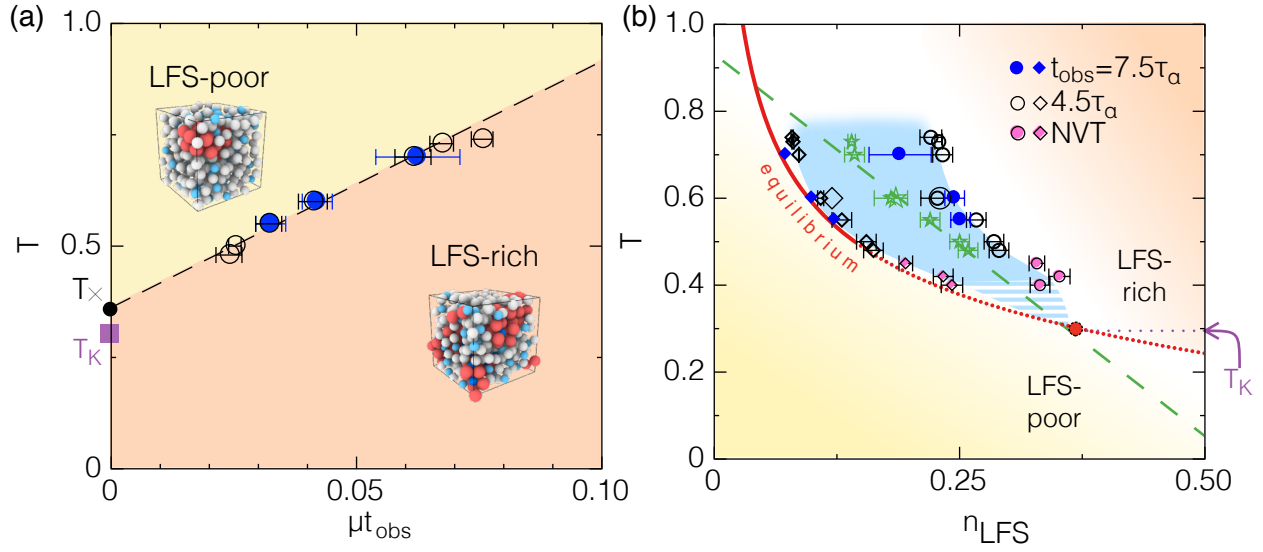 (a)
1.0
0.5
0
T
T×
TK
LFS-poor
LFS-rich
0
0.05
0.10
μtobs
(b)
1.0
0.8
0.6
0.4
0.2
0
T
tobs=7.5τα
4.5τα
NVT
equilibrium
LFS-
rich
LFS-
poor
TK
0
0.25
0.50
nLFS